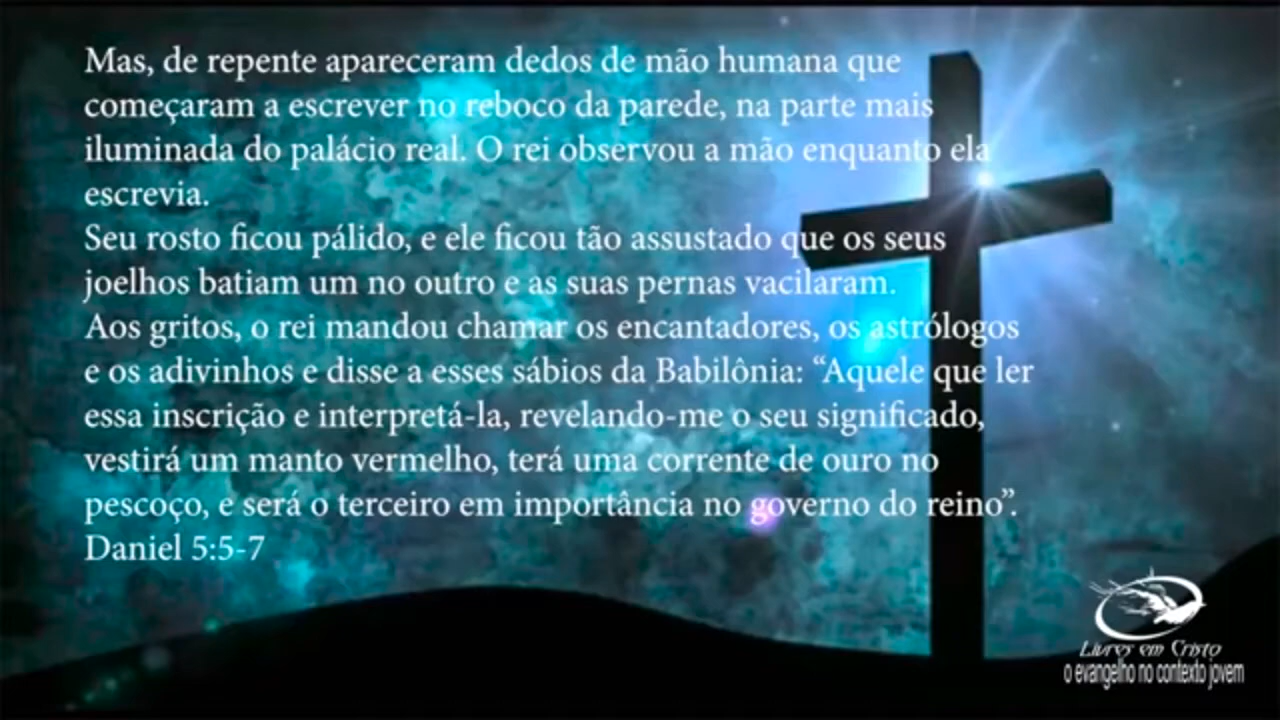 Mas, de repente apareceram dedos de mão humana que
começaram a escrever no reboco da parede, na parte mais
iluminada do palácio real. O rei observou a mão enquanto ela
escrevia.
Seu rosto ficou pálido, e ele ficou tão assustado que os seus
joelhos batiam um no outro e as suas pernas vacilaram.
Aos gritos, o rei mandou chamar os encantadores, os astrólogos
e os adivinhos e disse a esses sábios da Babilônia: “Aquele que ler
essa inscrição e interpretá-la, revelando-me o seu significado,
vestirá um manto vermelho, terá uma corrente de ouro no
pescoço, e será o terceiro em importância no governo do reino”.
Daniel 5:5-7
Livres em Cristo
o evangelho no contexto jovem